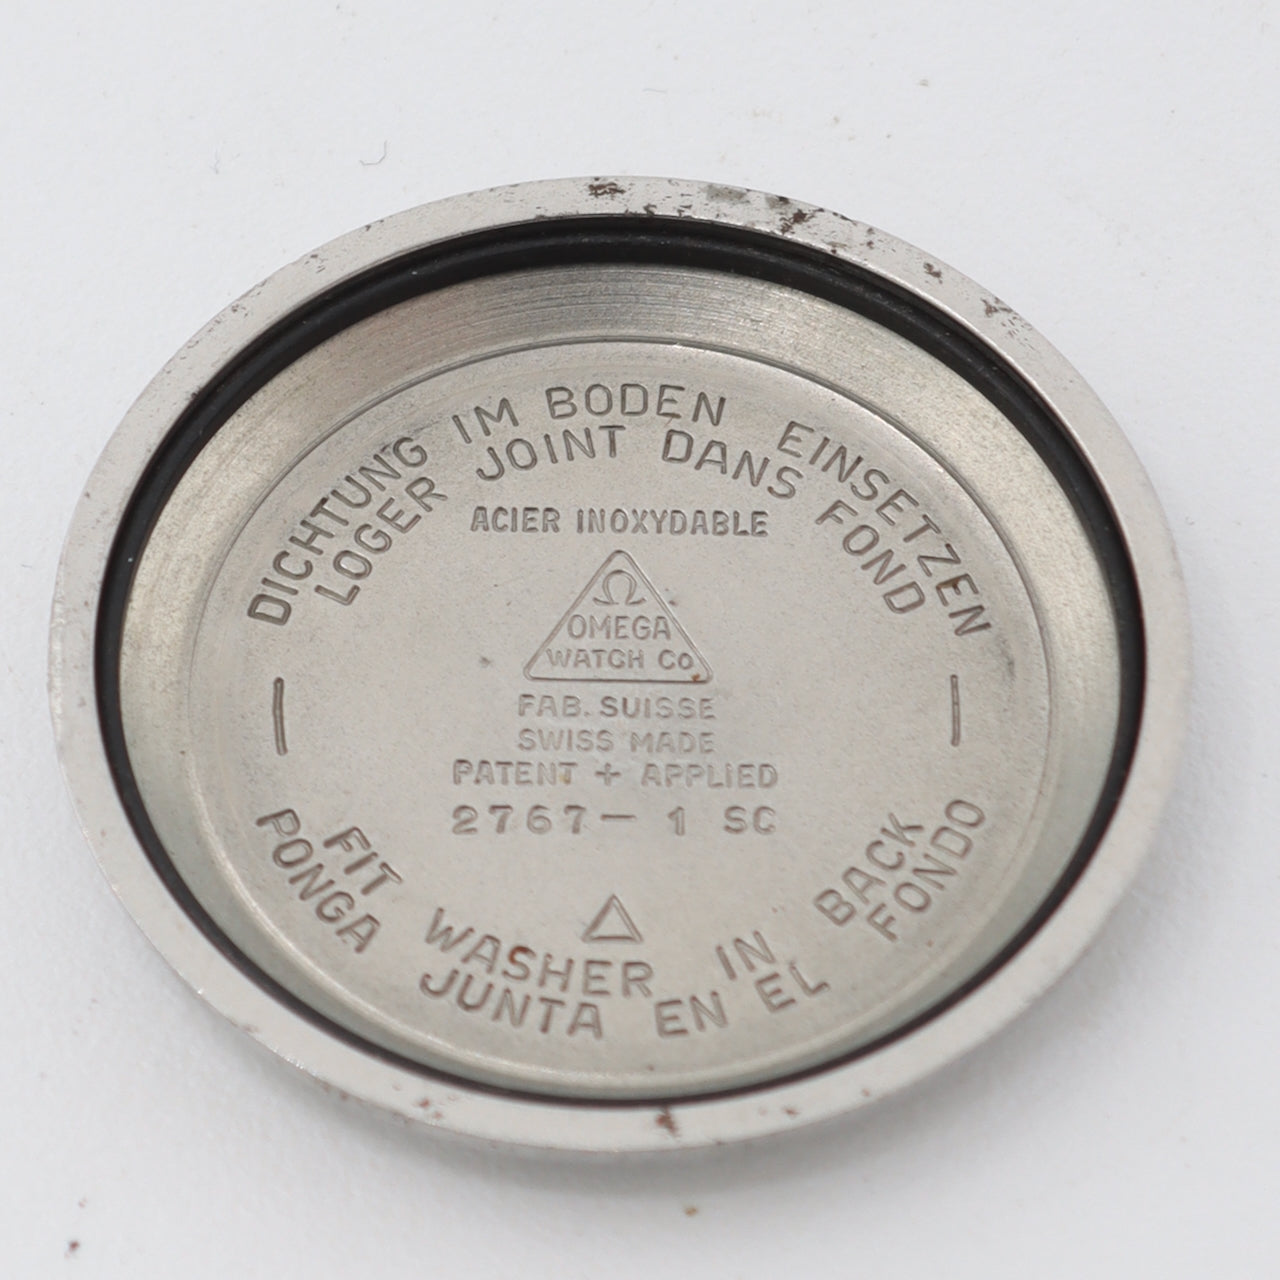 DICHTUNG IM BODEN EINSETZEN
LOGER JOINT DANS FOND
ACIER INOXYDABLE
Ω
OMEGA
WATCH Co
FAB. SUISSE
SWISS MADE
PATENT + APPLIED
2767- 1 SC
FIT WASHER IN BACK
PONGA JUNTA EN EL FONDO